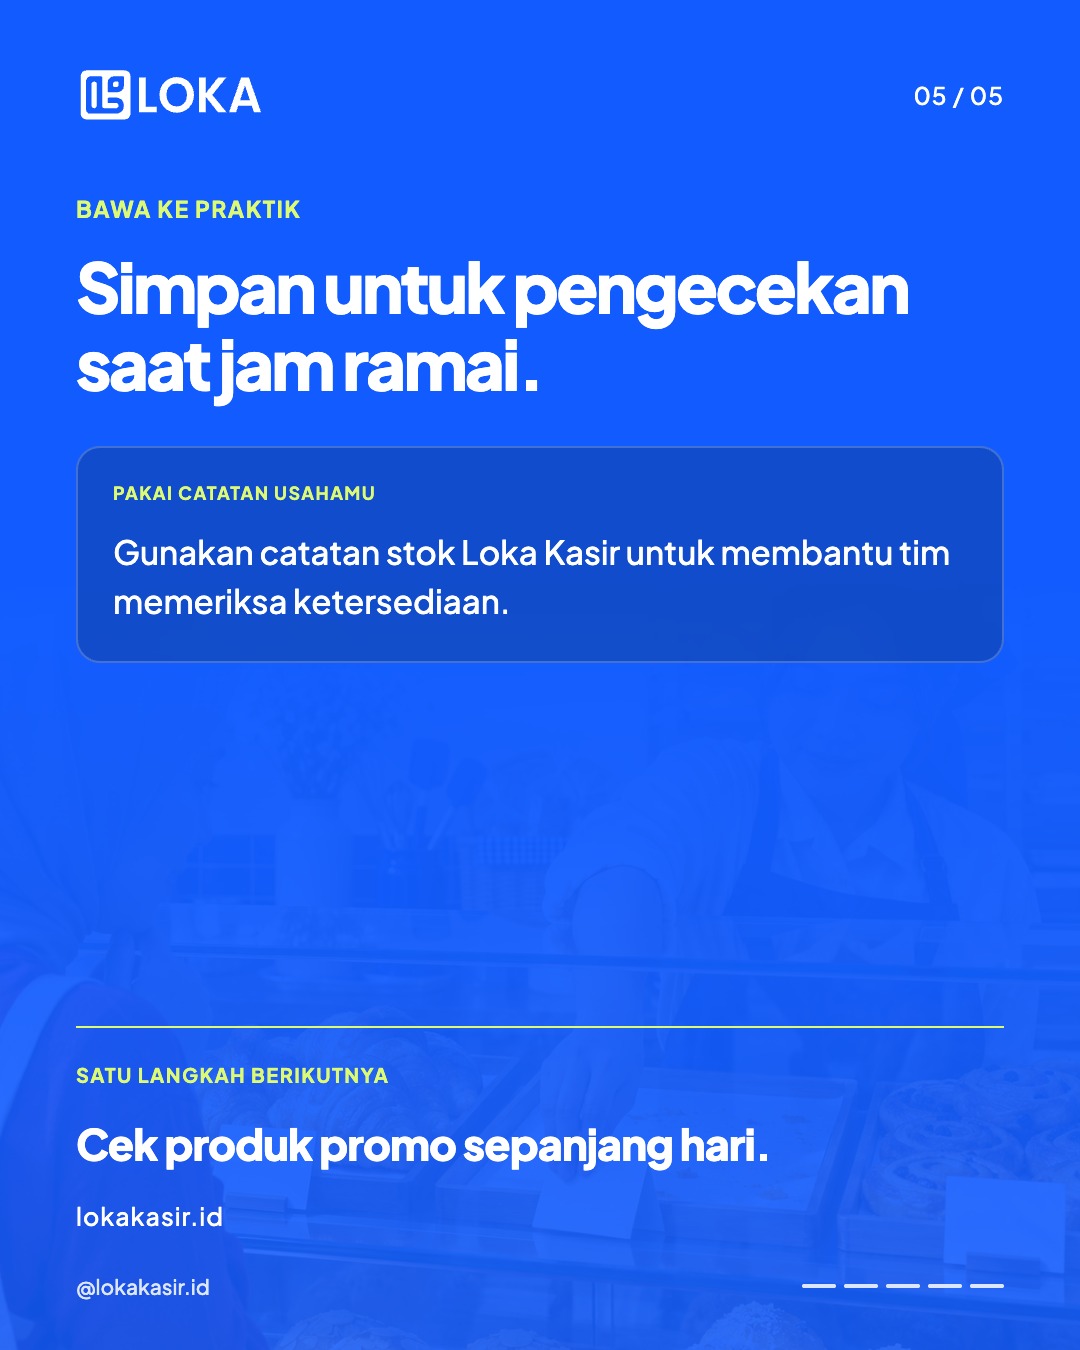 LOKA
05 / 05
BAWA KE PRAKTIK
Simpan untuk pengecekan
saat jam ramai.
PAKAI CATATAN USAHAMU
Gunakan catatan stok Loka Kasir untuk membantu tim
memeriksa ketersediaan.
SATU LANGKAH BERIKUTNYA
Cek produk promo sepanjang hari.
lokakasir.id
@lokakasir.id